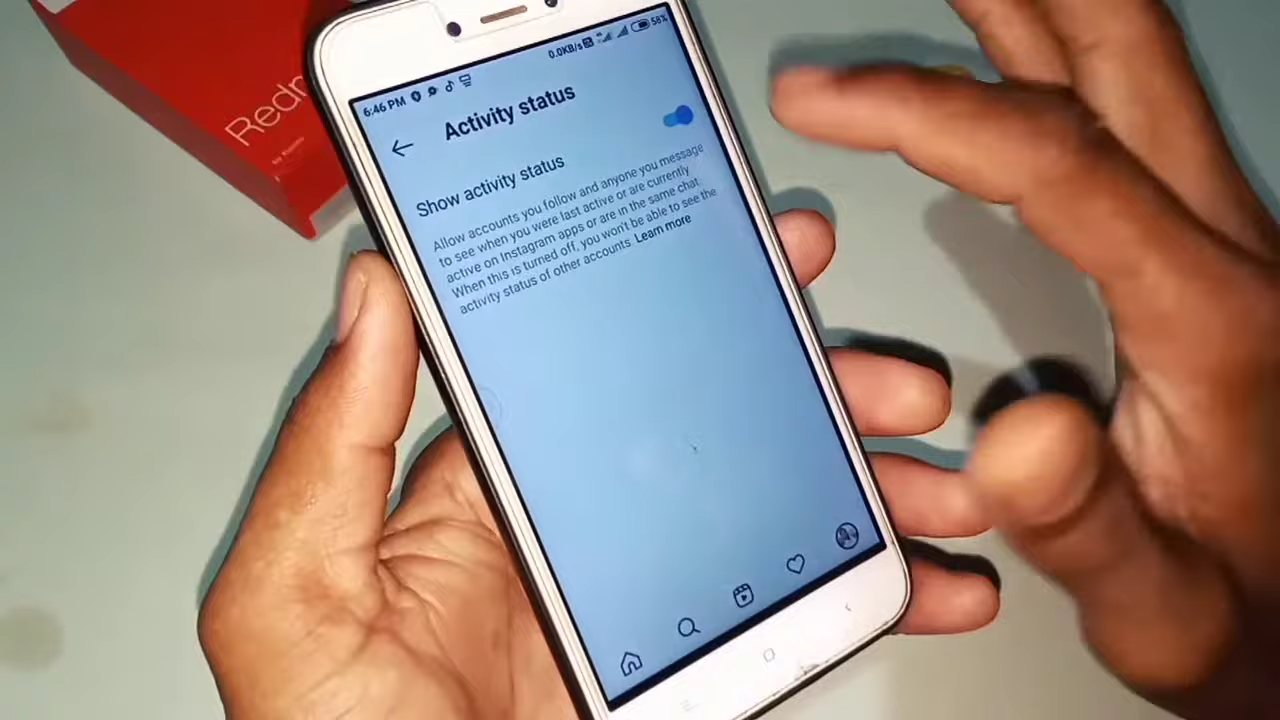 Redm
6:46 PM
0.0KB/s
58%
Activity status
Show activity status
Allow accounts you follow and anyone you message
to see when you were last active or are currently
active on Instagram apps or are in the same chat.
When this is turned off, you won't be able to see the
activity status of other accounts. Learn more